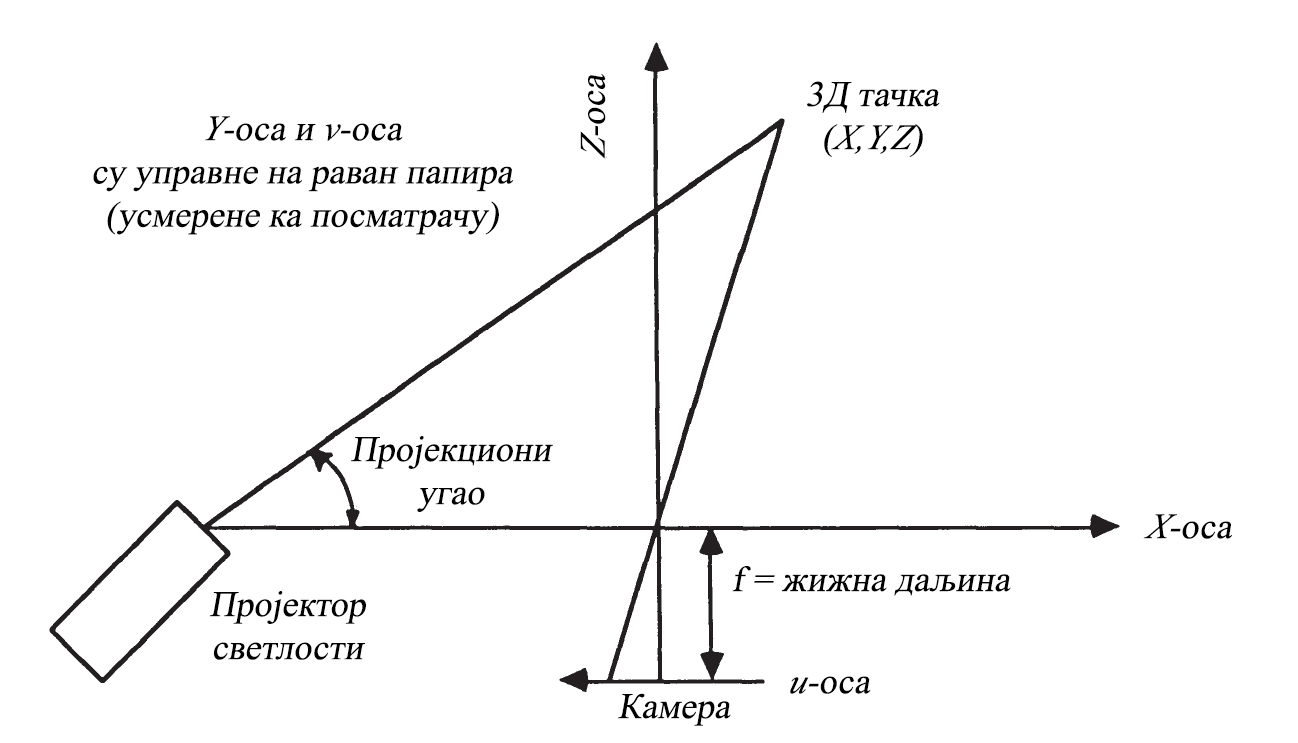 Y-оса и v-оса
су управне на раван папира
(усмерене ка посматрачу)
Z-оса
3Д тачка
(X,Y,Z)
Пројекциони
угао
X-оса
f = жижна даљина
Пројектор
светлости
u-оса
Камера